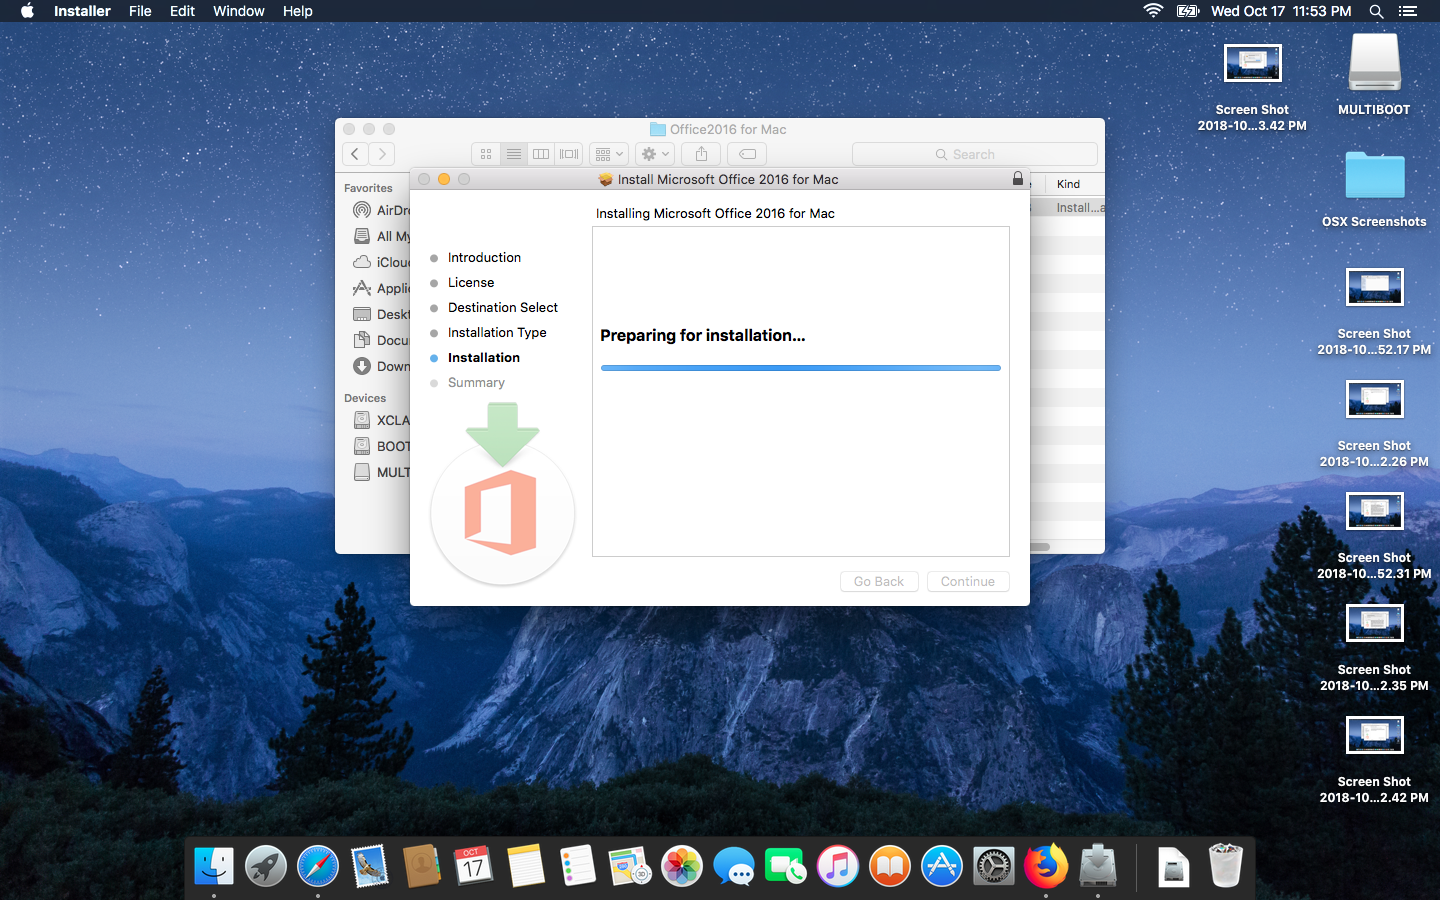 Installer File Edit Window Help
Wed Oct 17 11:53 PM
Screen Shot
2018-10...3.42 PM
MULTIBOOT
OSX Screenshots
Screen Shot
2018-10...52.17 PM
Screen Shot
2018-10...2.26 PM
Screen Shot
2018-10...52.31 PM
Screen Shot
2018-10...2.35 PM
Screen Shot
2018-10...2.42 PM
Office2016 for Mac
Search
Kind
Install...a
Favorites
AirDr
All My
iClou
Applic
Deskt
Docu
Down
Devices
XCLA
BOOT
MULT
Install Microsoft Office 2016 for Mac
Installing Microsoft Office 2016 for Mac
Introduction
License
Destination Select
Installation Type
Installation
Summary
Preparing for installation...
Go Back Continue
OCT
17